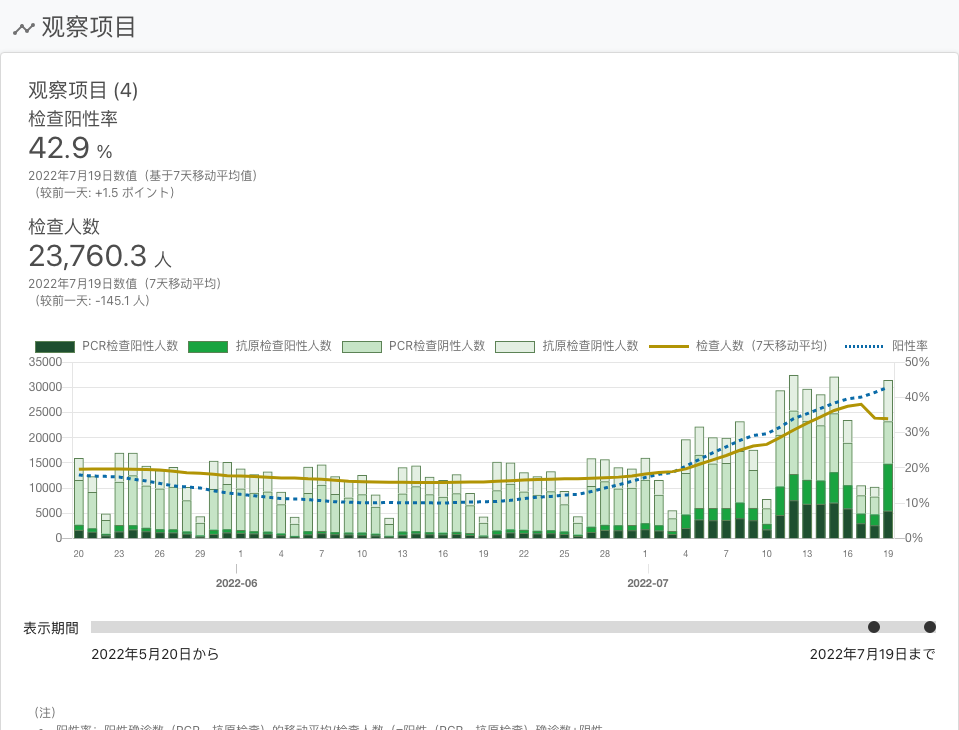 观察项目
观察项目 (4)
检查阳性率
42.9 %
2022年7月19日数值（基于7天移动平均值)
（较前一天: +1.5 ポイント)
检查人数
23,760.3 人
2022年7月19日数值（7天移动平均)
（较前一天: -145.1 人)
PCR检查阳性人数 抗原检查阳性人数 PCR检查阴性人数 抗原检查阴性人数 检查人数（7天移动平均) 阳性率
35000 50%
30000 40%
25000
20000 30%
15000 20%
10000 10%
5000
0 0%
20 23 26 29 1 4 7 10 13 16 19 22 25 28 1 4 7 10 13 16 19
2022-06 2022-07
表示期間
2022年5月20日から 2022年7月19日まで
（注)